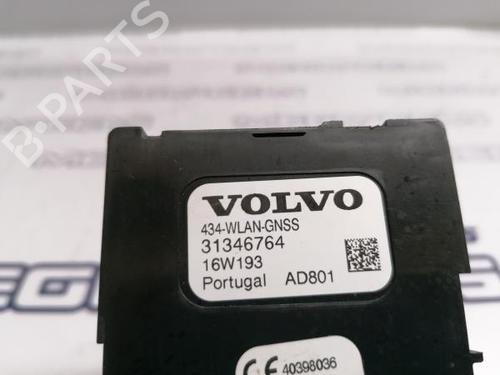 B-PARTS
VOLVO
434-WLAN-GNSS
31346764
16W193
Portugal AD801
CE 40398036